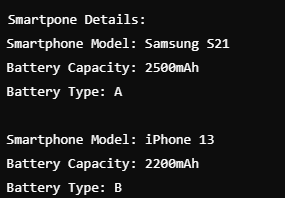 Smartpone Details:
Smartphone Model: Samsung S21
Battery Capacity: 2500mAh
Battery Type: A
Smartphone Model: iPhone 13
Battery Capacity: 2200mAh
Battery Type: B